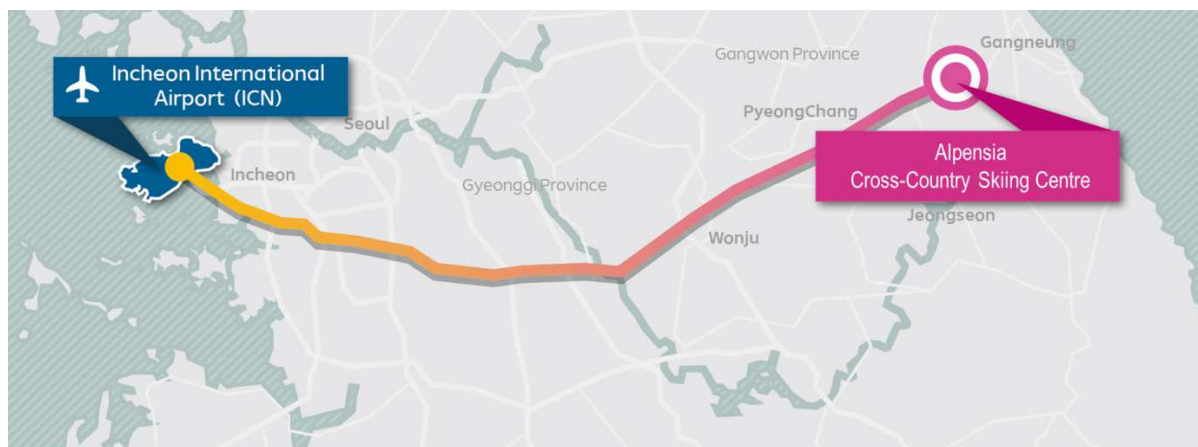 Incheon International
Airport (ICN)
Seoul
Incheon
Gyeonggi Province
Gangwon Province
Gangneung
PyeongChang
Alpensia
Cross-Country Skiing Centre
Jeongseon
Wonju